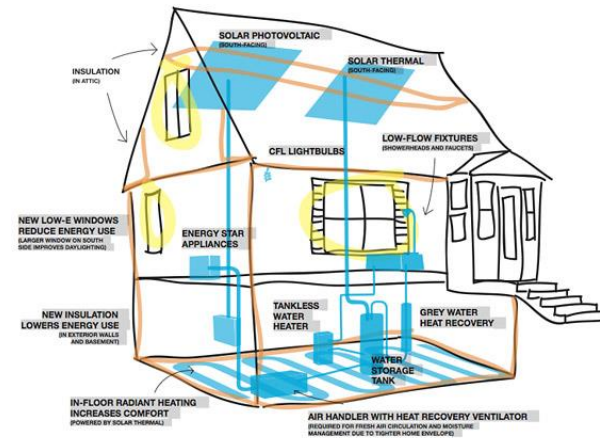 SOLAR PHOTOVOLTAIC
(SOUTH-FACING)
SOLAR THERMAL
(SOUTH-FACING)
INSULATION
(IN ATTIC)
LOW-FLOW FIXTURES
(SHOWERHEADS AND FAUCETS)
CFL LIGHTBULBS
NEW LOW-E WINDOWS
REDUCE ENERGY USE
(LARGER WINDOW ON SOUTH
SIDE IMPROVES DAYLIGHTING)
ENERGY STAR
APPLIANCES
NEW INSULATION
LOWERS ENERGY USE
(IN EXTERIOR WALLS
AND BASEMENT)
TANKLESS
WATER
HEATER
GREY WATER
HEAT RECOVERY
WATER
STORAGE
TANK
IN-FLOOR RADIANT HEATING
INCREASES COMFORT
(POWERED BY SOLAR THERMAL)
AIR HANDLER WITH HEAT RECOVERY VENTILATOR
(REQUIRED FOR FRESH AIR CIRCULATION AND MOISTURE
MANAGEMENT DUE TO TIGHTER HOME ENVELOPE)